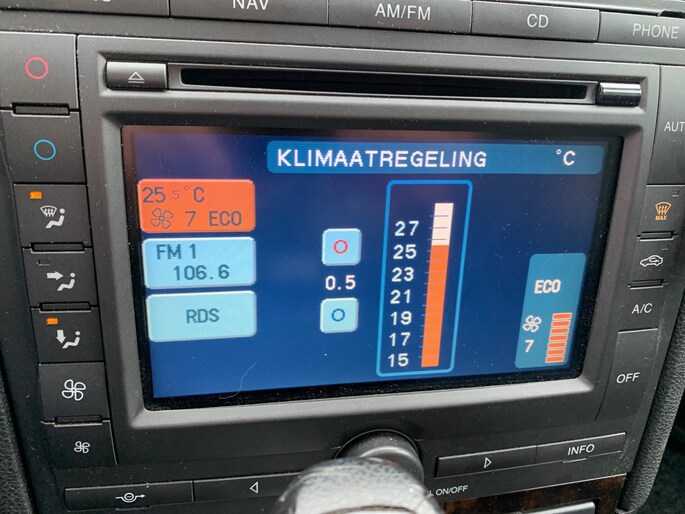 NAV
AM/FM
CD
PHONE
AUT
KLIMAATREGELING °C
25.5°C
7 ECO
FM 1
106.6
RDS
0.5
27
25
23
21
19
17
15
ECO
7
MAX
A/C
OFF
INFO
ON/OFF